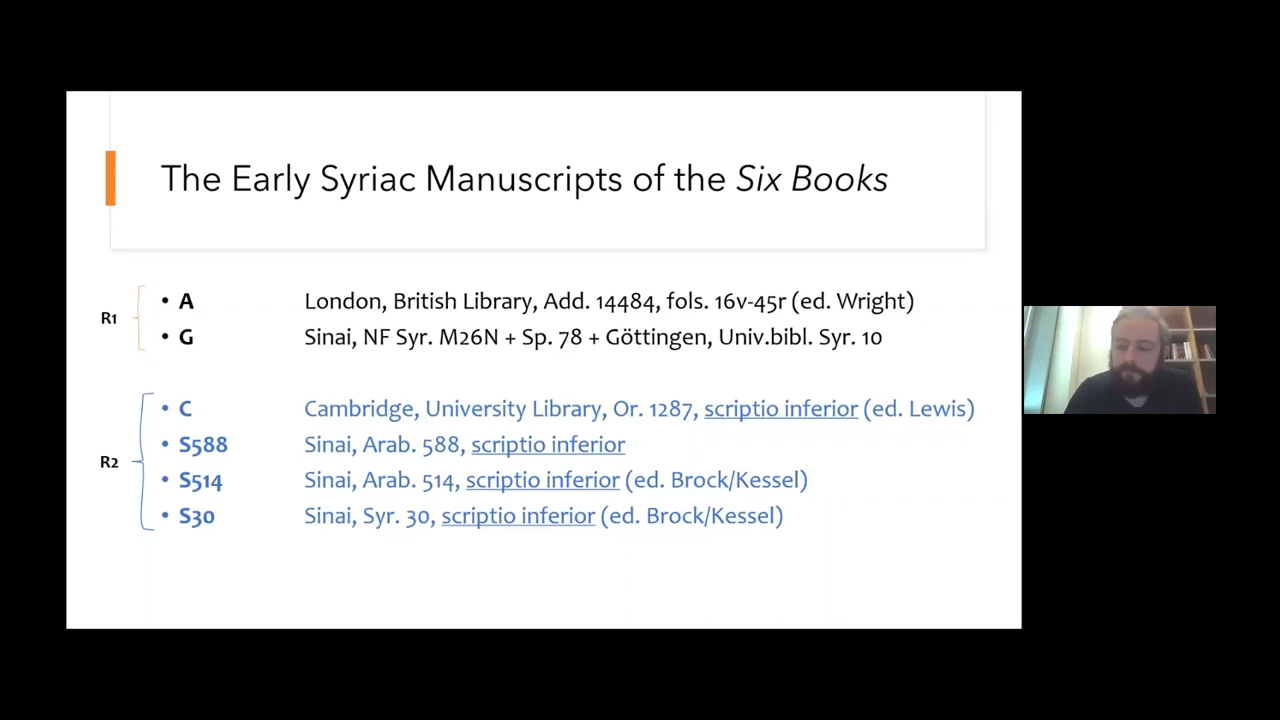 The Early Syriac Manuscripts of the Six Books
R1
• A London, British Library, Add. 14484, fols. 16v-45r (ed. Wright)
• G Sinai, NF Syr. M26N + Sp. 78 + Göttingen, Univ.bibl. Syr. 10
R2
• C Cambridge, University Library, Or. 1287, scriptio inferior (ed. Lewis)
• S588 Sinai, Arab. 588, scriptio inferior
• S514 Sinai, Arab. 514, scriptio inferior (ed. Brock/Kessel)
• S30 Sinai, Syr. 30, scriptio inferior (ed. Brock/Kessel)